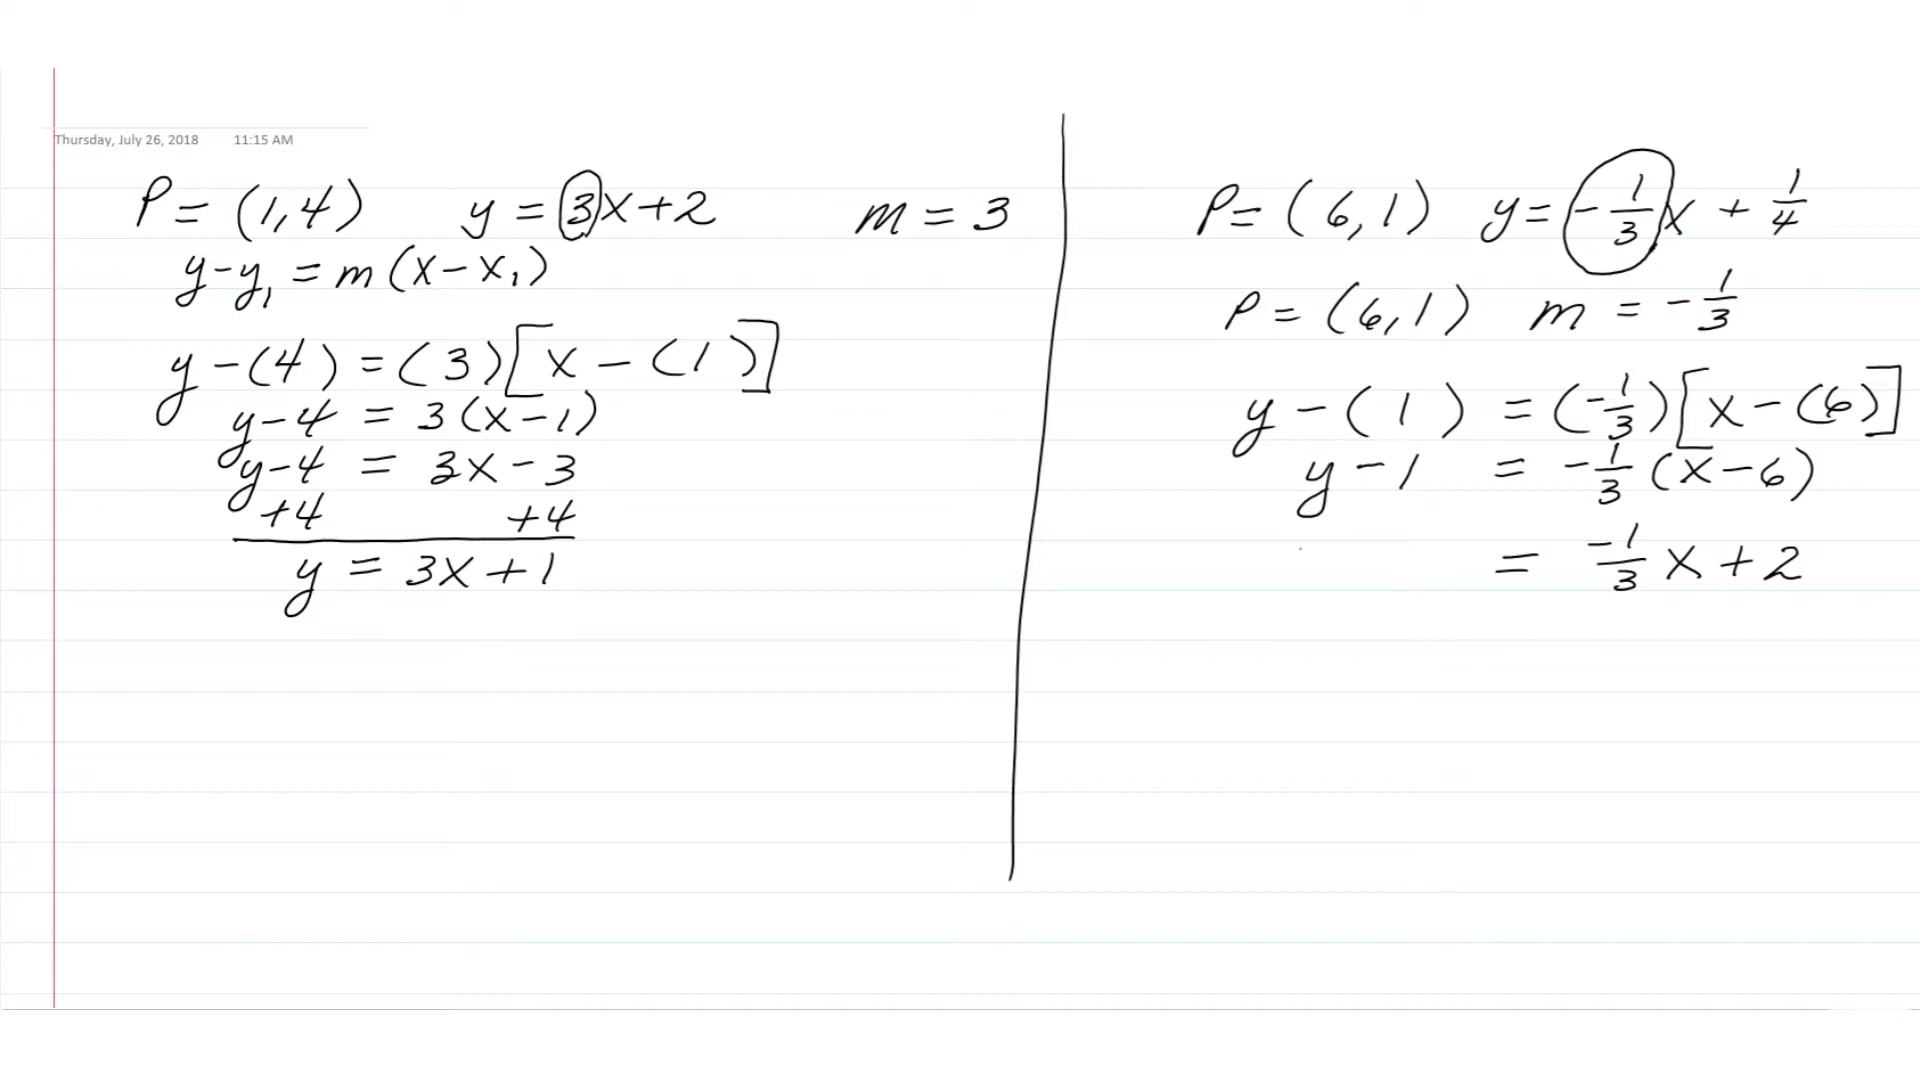 Thursday, July 26, 2018 11:15 AM
P = (1,4) y = 3x+2 m = 3
y-y₁ = m(x-x₁)
y-(4) = (3)[x-(1)]
y-4 = 3(x-1)
y-4 = 3x-3
+4 +4
y = 3x+1
P = (6,1) y = -1/3x + 1/4
P = (6,1) m = -1/3
y-(1) = (-1/3)[x-(6)]
y-1 = -1/3(x-6)
= -1/3x+2